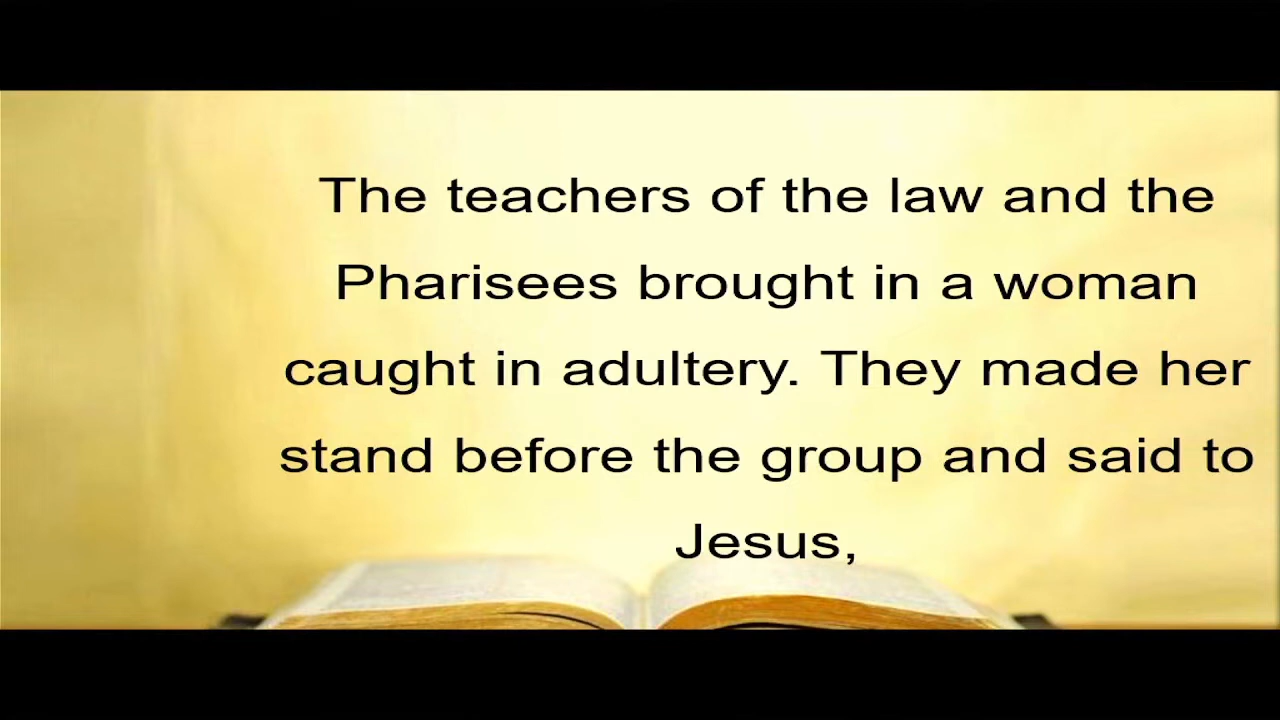 The teachers of the law and the
Pharisees brought in a woman
caught in adultery. They made her
stand before the group and said to
Jesus,